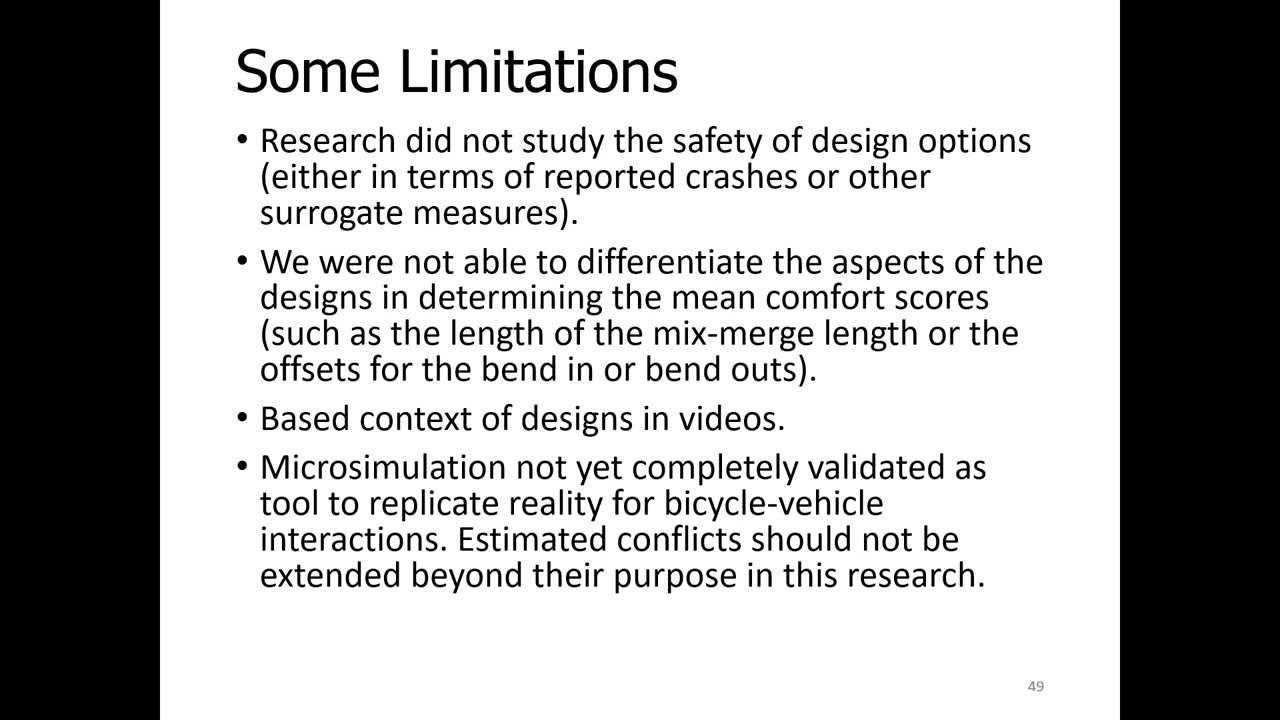 Some Limitations
• Research did not study the safety of design options
(either in terms of reported crashes or other
surrogate measures).
• We were not able to differentiate the aspects of the
designs in determining the mean comfort scores
(such as the length of the mix-merge length or the
offsets for the bend in or bend outs).
• Based context of designs in videos.
• Microsimulation not yet completely validated as
tool to replicate reality for bicycle-vehicle
interactions. Estimated conflicts should not be
extended beyond their purpose in this research.
49